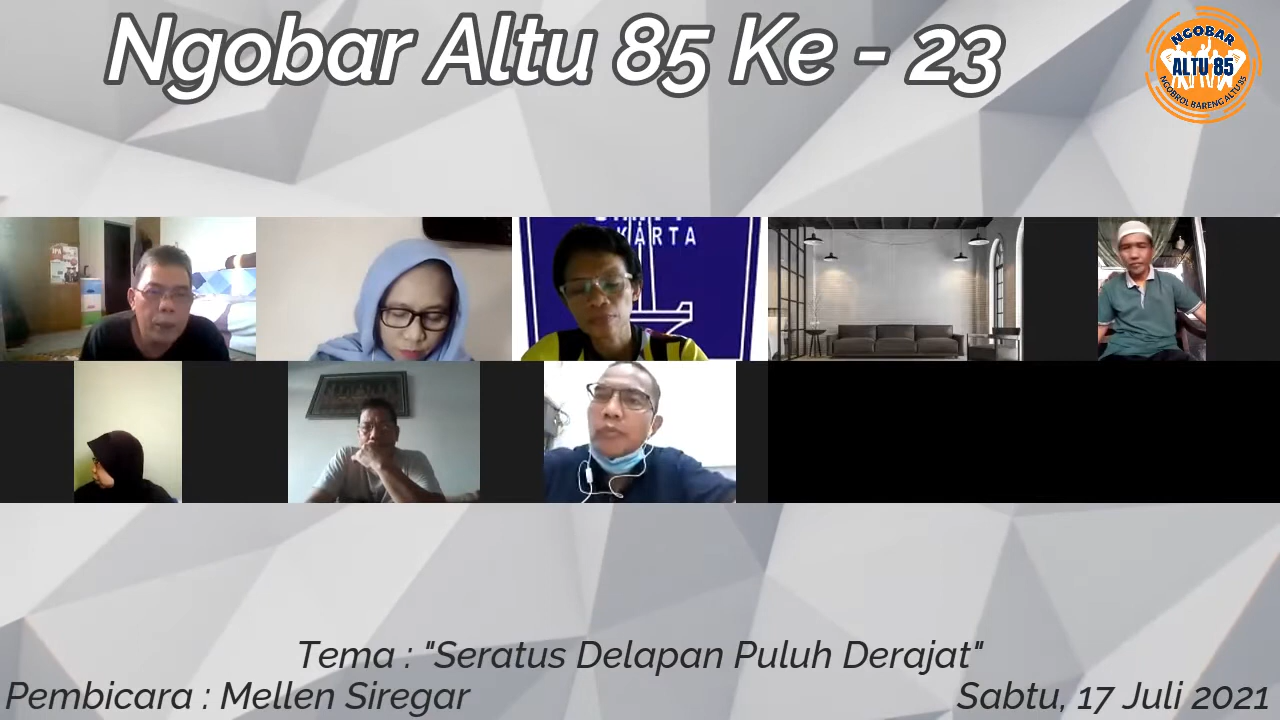 Ngobar Altu 85 Ke - 23
NGOBAR
ALTU 85
NGOBROL BARENG ALTU 85
KARTA
Tema : "Seratus Delapan Puluh Derajat"
Pembicara : Mellen Siregar
Sabtu, 17 Juli 2021